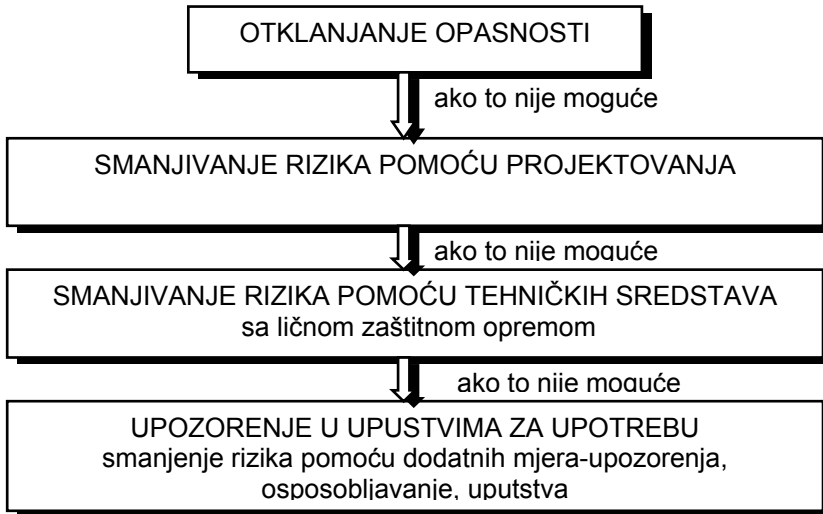 OTKLANJANJE OPASNOSTI
ako to nije moguće
SMANJIVANJE RIZIKA POMOĆU PROJEKTOVANJA
ako to nije moguće
SMANJIVANJE RIZIKA POMOĆU TEHNIČKIH SREDSTAVA
sa ličnom zaštitnom opremom
ako to nije moguće
UPOZORENJE U UPUSTVIMA ZA UPOTREBU
smanjenje rizika pomoću dodatnih mjera-upozorenja,
osposobljavanje, uputstva